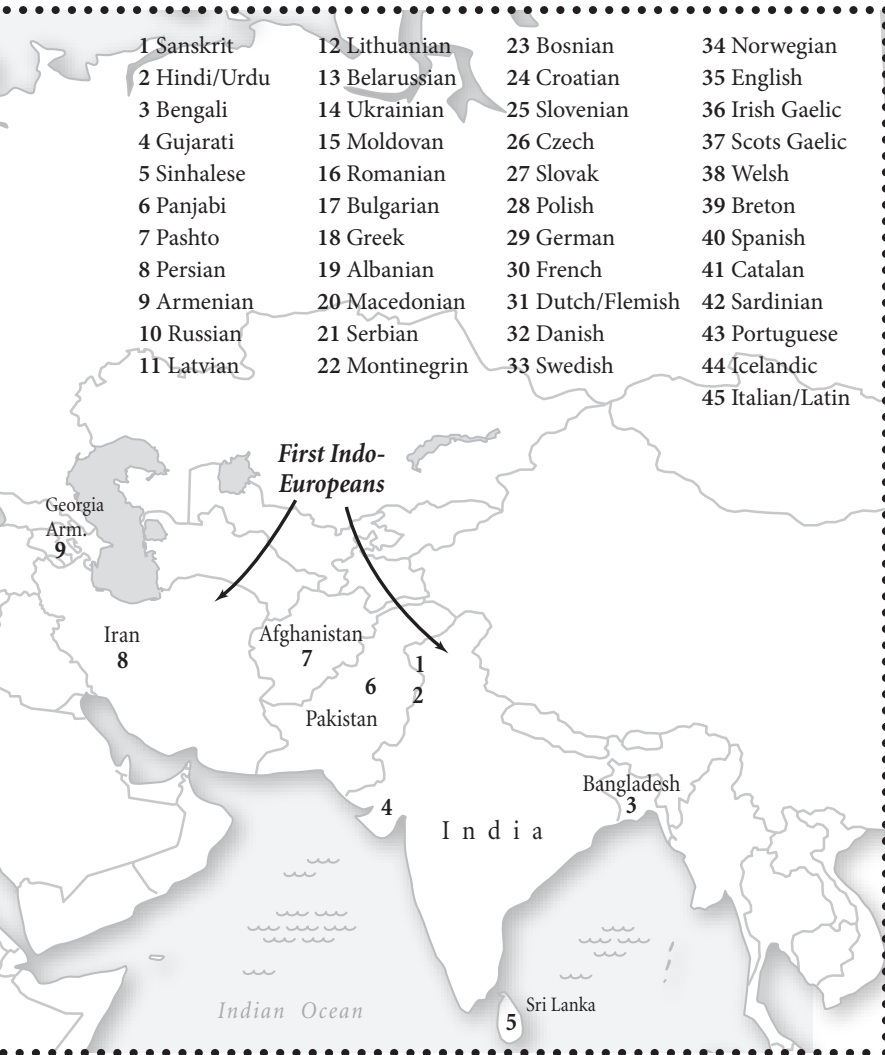 1 Sanskrit
2 Hindi/Urdu
3 Bengali
4 Gujarati
5 Sinhalese
6 Panjabi
7 Pashto
8 Persian
9 Armenian
10 Russian
11 Latvian
12 Lithuanian
13 Belarussian
14 Ukrainian
15 Moldovan
16 Romanian
17 Bulgarian
18 Greek
19 Albanian
20 Macedonian
21 Serbian
22 Montinegrin
23 Bosnian
24 Croatian
25 Slovenian
26 Czech
27 Slovak
28 Polish
29 German
30 French
31 Dutch/Flemish
32 Danish
33 Swedish
34 Norwegian
35 English
36 Irish Gaelic
37 Scots Gaelic
38 Welsh
39 Breton
40 Spanish
41 Catalan
42 Sardinian
43 Portuguese
44 Icelandic
45 Italian/Latin
First Indo-
Europeans
Georgia
Arm.
9
Iran
8
Afghanistan
7
1
6
2
Pakistan
Bangladesh
3
4
India
Indian Ocean
Sri Lanka
5